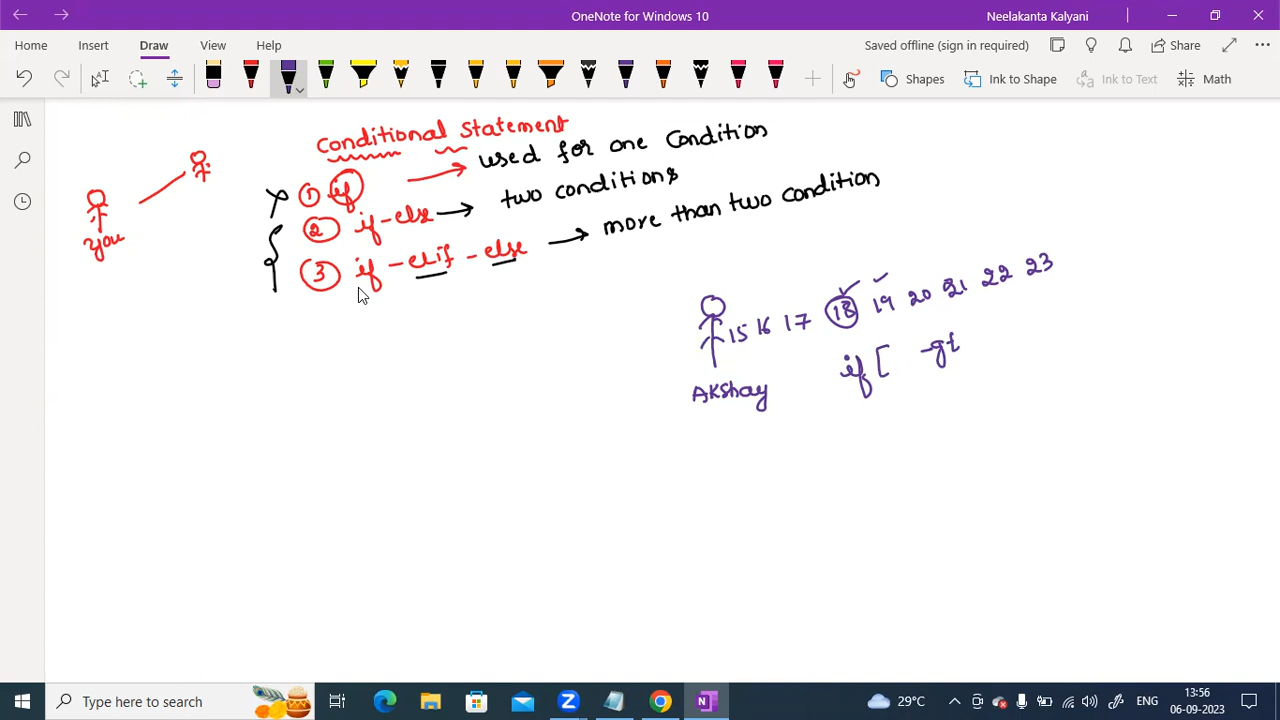 OneNote for Windows 10
Neelakanta Kalyani
Home Insert Draw View Help
Saved offline (sign in required)
Share
Shapes Ink to Shape Ink to Text Math
Conditional Statement
① if → used for one Condition
② if-else → two conditions
③ if - elif - else → more than two condition
You
15 16 17 18 19 20 21 22 23
if [ -gt
Akshay
Type here to search
29°C
ENG
13:56
06-09-2023